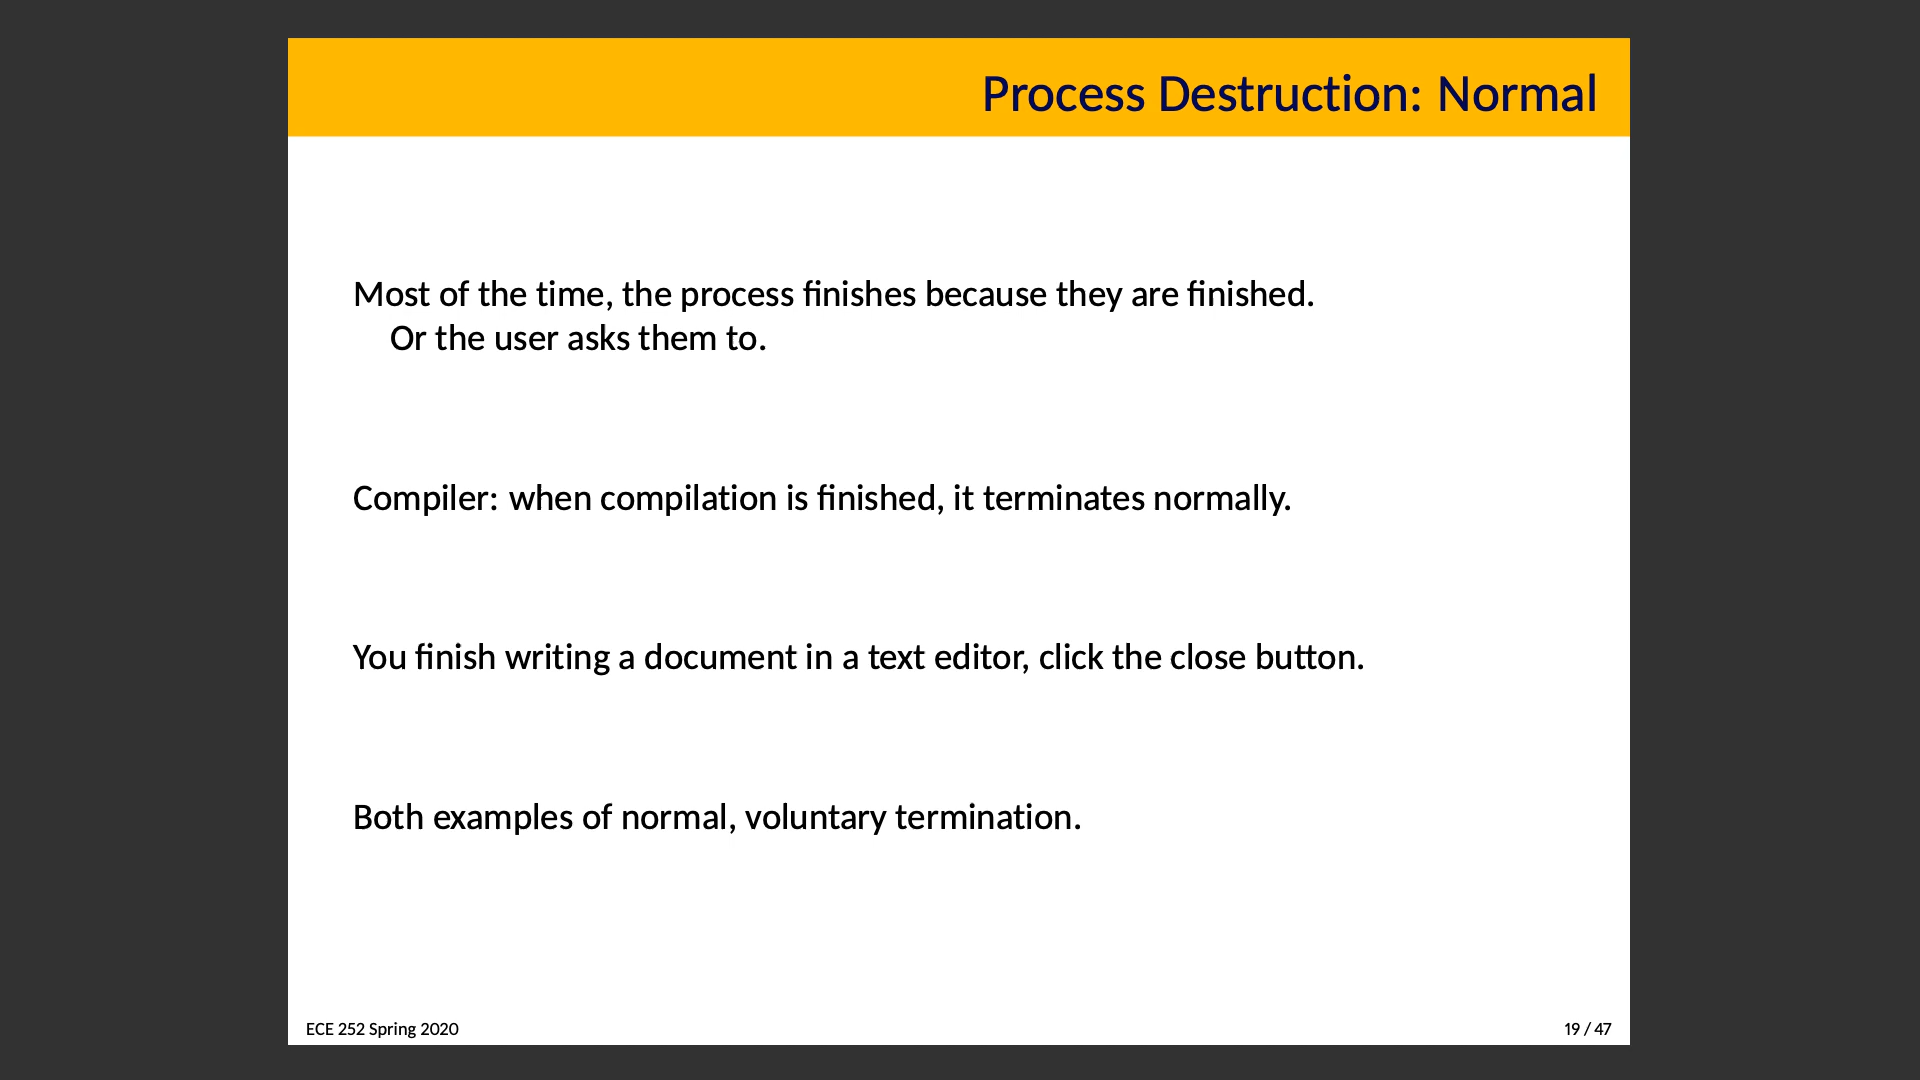 Process Destruction: Normal
Most of the time, the process finishes because they are finished.
Or the user asks them to.
Compiler: when compilation is finished, it terminates normally.
You finish writing a document in a text editor, click the close button.
Both examples of normal, voluntary termination.
ECE 252 Spring 2020
19 / 47